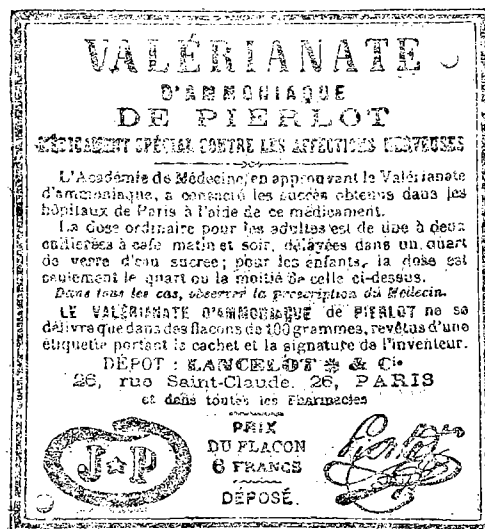 VALÉRIANATE
D'AMMONIAQUE
DE PIERLOT
MÉDICAMENT SPÉCIAL CONTRE LES AFFECTIONS NERVEUSES
L'Académie de Médecine, en approuvant le Valérianate
d'ammoniaque, a consacré les succès obtenus dans les
hôpitaux de Paris à l'aide de ce médicament.
La dose ordinaire pour les adultes est de une à deux
cuillerées à café matin et soir, délayées dans un quart
de verre d'eau sucrée; pour les enfants, la dose est
seulement le quart ou la moitié de celle ci-dessus.
Dans tous les cas, observer la prescription du Médecin.
LE VALÉRIANATE D'AMMONIAQUE de PIERLOT ne se
délivre que dans des flacons de 100 grammes, revêtus d'une
étiquette portant le cachet et la signature de l'inventeur.
DÉPOT : LANCELOT & Cie
26, rue Saint-Claude, 26, PARIS
et dans toutes les Pharmacies
PRIX
DU FLACON
6 FRANCS
DÉPOSÉ.
J P